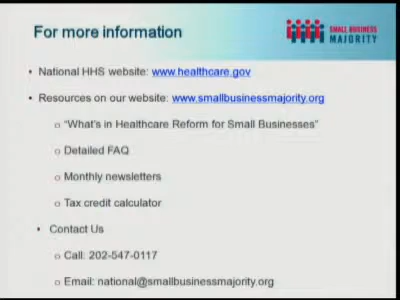 For more information
SMALL BUSINESS
MAJORITY
• National HHS website: www.healthcare.gov
• Resources on our website: www.smallbusinessmajority.org
o "What's in Healthcare Reform for Small Businesses"
o Detailed FAQ
o Monthly newsletters
o Tax credit calculator
• Contact Us
o Call: 202-547-0117
o Email: national@smallbusinessmajority.org